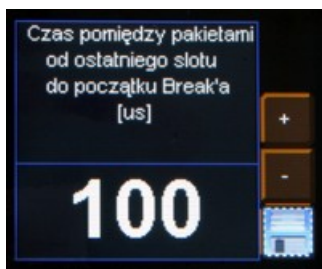 Czas pomiędzy pakietami
od ostatniego slotu
do początku Break'a
[us]
+
-
100